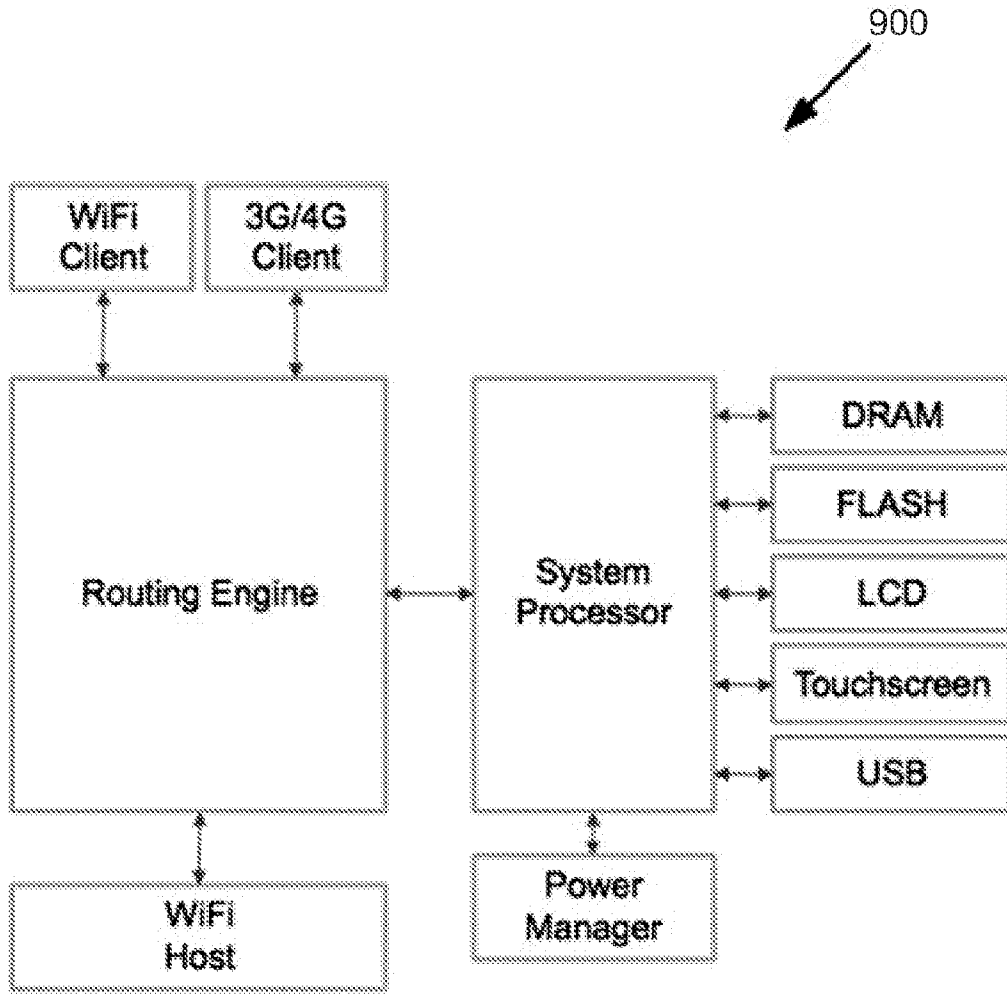 900
WiFi
Client
3G/4G
Client
Routing Engine
System
Processor
DRAM
FLASH
LCD
Touchscreen
USB
WiFi
Host
Power
Manager